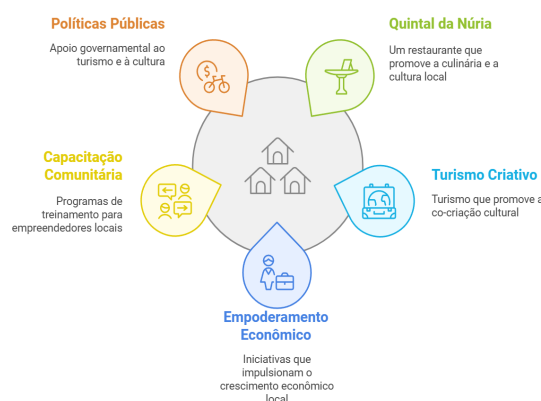 Políticas Públicas
Apoio governamental ao
turismo e à cultura
Quintal da Núria
Um restaurante que
promove a culinária e a
cultura local
Capacitação
Comunitária
Programas de
treinamento para
empreendedores locais
Turismo Criativo
Turismo que promove a
co-criação cultural
Empoderamento
Econômico
Iniciativas que
impulsionam o
crescimento econômico
local